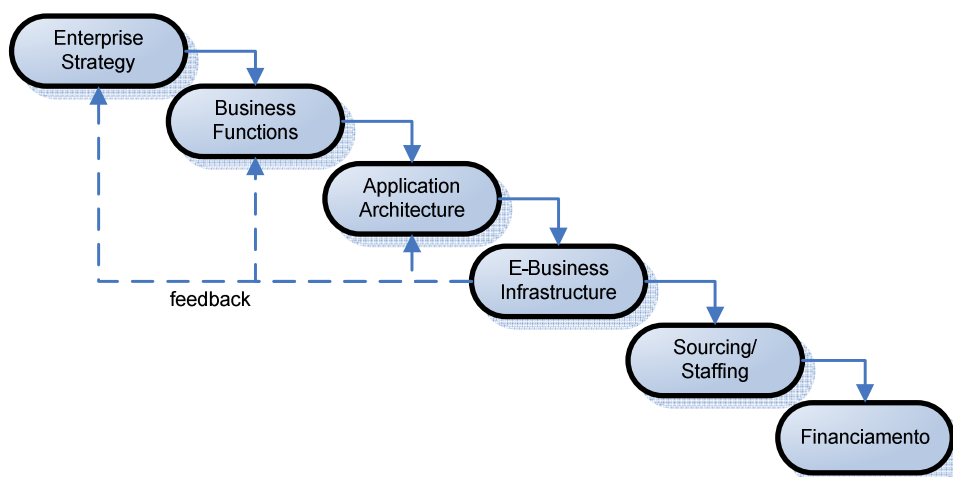 Enterprise
Strategy
Business
Functions
Application
Architecture
E-Business
Infrastructure
feedback
Sourcing/
Staffing
Financiamento